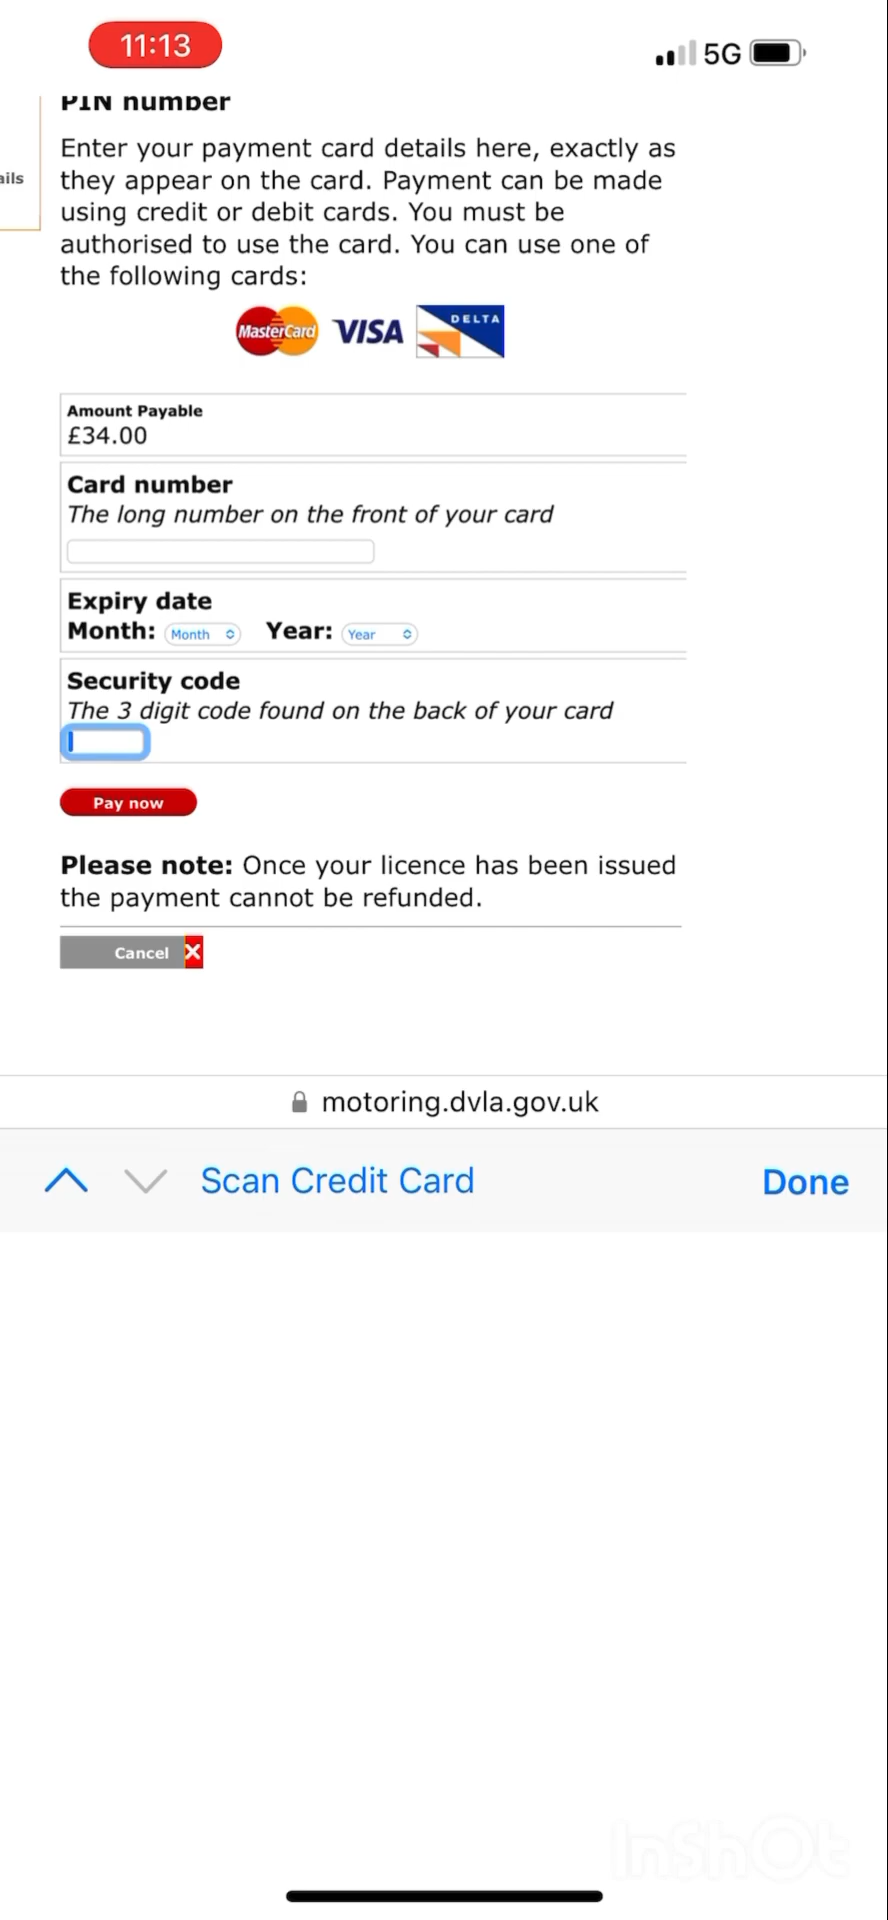 11:13
5G
PIN number
Enter your payment card details here, exactly as
ails
they appear on the card. Payment can be made
using credit or debit cards. You must be
authorised to use the card. You can use one of
the following cards:
MasterCard VISA DELTA
Amount Payable
£34.00
Card number
The long number on the front of your card
Expiry date
Month: Month Year: Year
Security code
The 3 digit code found on the back of your card
Pay now
Please note: Once your licence has been issued
the payment cannot be refunded.
Cancel X
motoring.dvla.gov.uk
Scan Credit Card
Done
InShOt